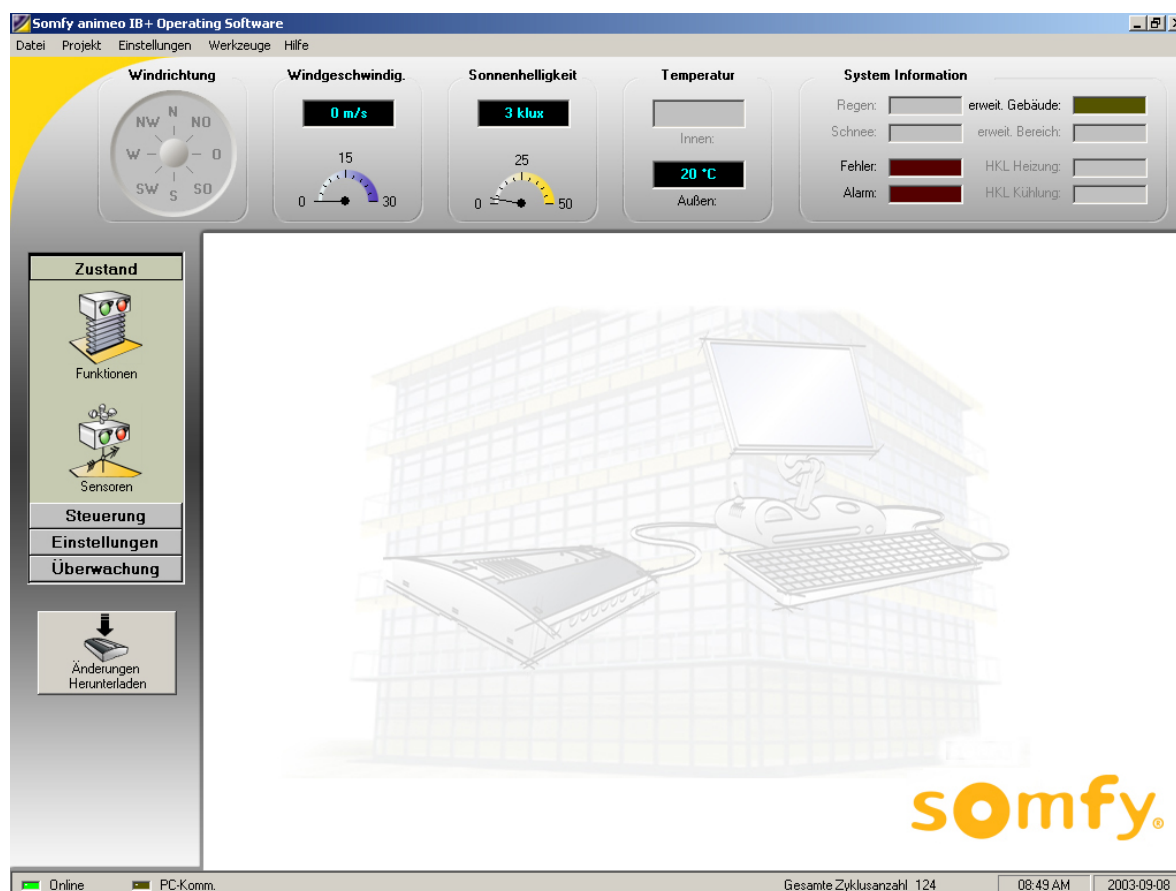 Somfy animeo IB+ Operating Software
Datei Projekt Einstellungen Werkzeuge Hilfe
Windrichtung
N
NW NO
W O
SW SO
S
Windgeschwindig.
0 m/s
15
0 30
Sonnenhelligkeit
3 klux
25
0 50
Temperatur
Innen:
20 °C
Außen:
System Information
Regen: erweit. Gebäude:
Schnee: erweit. Bereich:
Fehler: HKL Heizung:
Alarm: HKL Kühlung:
Zustand
Funktionen
Sensoren
Steuerung
Einstellungen
Überwachung
Änderungen
Herunterladen
somfy®
Online PC-Komm. Gesamte Zyklusanzahl 124 08:49 AM 2003-09-08